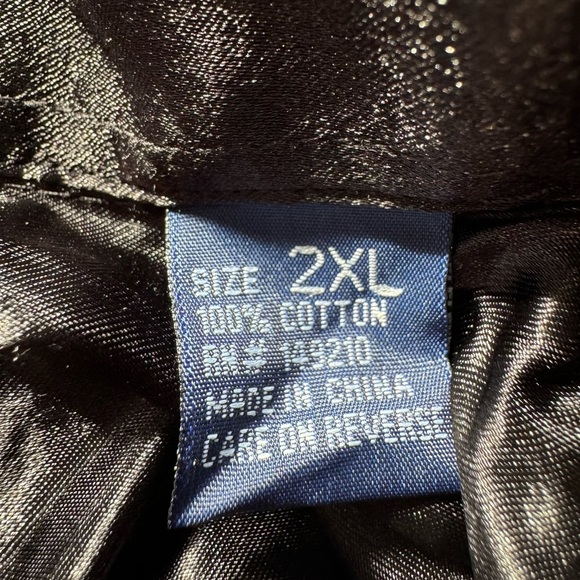 SIZE 2XL
100% COTTON
RN# 149210
MADE IN CHINA
CARE ON REVERSE